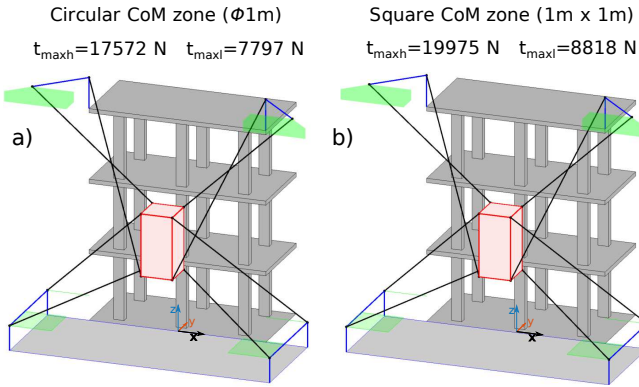 Circular CoM zone (Φ1m)
t_maxh=17572 N t_maxl=7797 N
a)
z
y
x
Square CoM zone (1m x 1m)
t_maxh=19975 N t_maxl=8818 N
b)
z
y
x